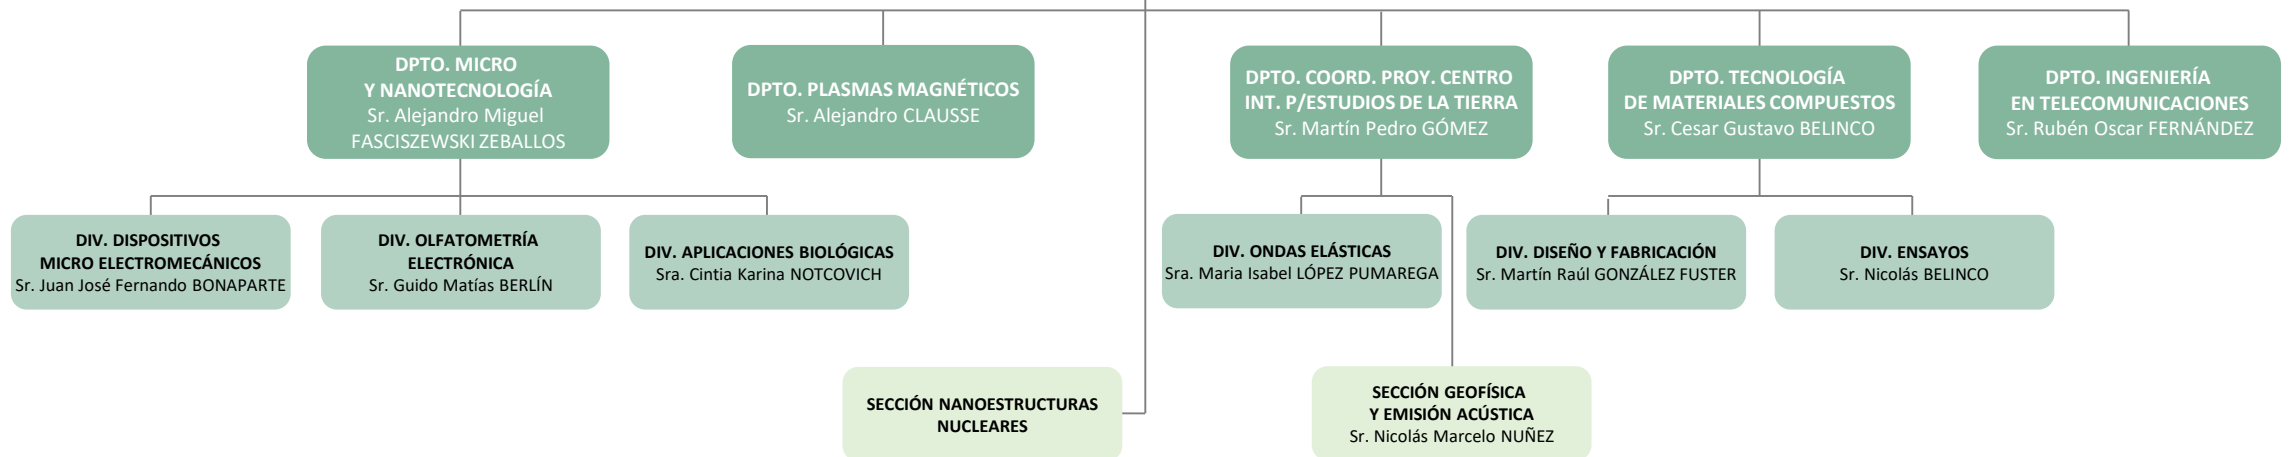 DPTO. MICRO
Y NANOTECNOLOGÍA
Sr. Alejandro Miguel
FASCISZEWSKI ZEBALLOS
DPTO. PLASMAS MAGNÉTICOS
Sr. Alejandro CLAUSSE
DPTO. COORD. PROY. CENTRO
INT. P/ESTUDIOS DE LA TIERRA
Sr. Martín Pedro GÓMEZ
DPTO. TECNOLOGÍA
DE MATERIALES COMPUESTOS
Sr. Cesar Gustavo BELINCO
DPTO. INGENIERÍA
EN TELECOMUNICACIONES
Sr. Rubén Oscar FERNÁNDEZ
DIV. DISPOSITIVOS
MICRO ELECTROMECÁNICOS
Sr. Juan José Fernando BONAPARTE
DIV. OLFATOMETRÍA
ELECTRÓNICA
Sr. Guido Matías BERLÍN
DIV. APLICACIONES BIOLÓGICAS
Sra. Cintia Karina NOTCOVICH
DIV. ONDAS ELÁSTICAS
Sra. Maria Isabel LÓPEZ PUMAREGA
DIV. DISEÑO Y FABRICACIÓN
Sr. Martín Raúl GONZÁLEZ FUSTER
DIV. ENSAYOS
Sr. Nicolás BELINCO
SECCIÓN NANOESTRUCTURAS
NUCLEARES
SECCIÓN GEOFÍSICA
Y EMISIÓN ACÚSTICA
Sr. Nicolás Marcelo NUÑEZ